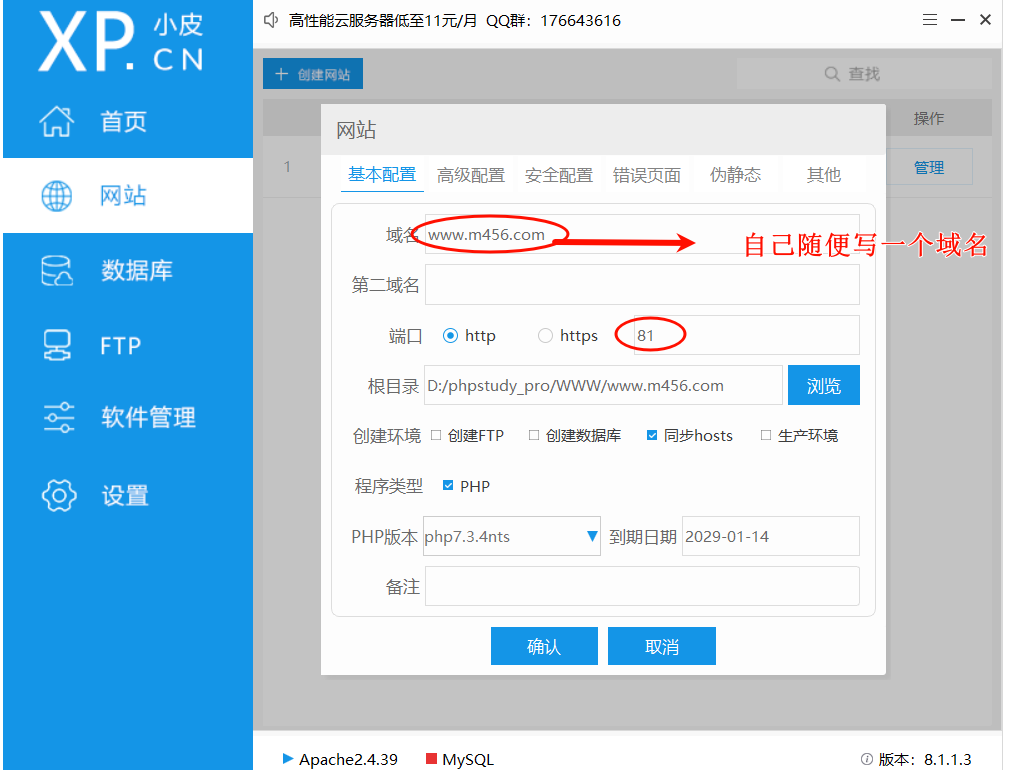 XP.小皮CN
高性能云服务器低至11元/月 QQ群：176643616
首页
网站
数据库
FTP
软件管理
设置
创建网站
查找
操作
1
管理
网站
基本配置 高级配置 安全配置 错误页面 伪静态 其他
域名 www.m456.com
自己随便写一个域名
第二域名
端口 http https 81
根目录 D:/phpstudy_pro/WWW/www.m456.com 浏览
创建环境 创建FTP 创建数据库 同步hosts 生产环境
程序类型 PHP
PHP版本 php7.3.4nts 到期日期 2029-01-14
备注
确认 取消
Apache2.4.39 MySQL 版本：8.1.1.3